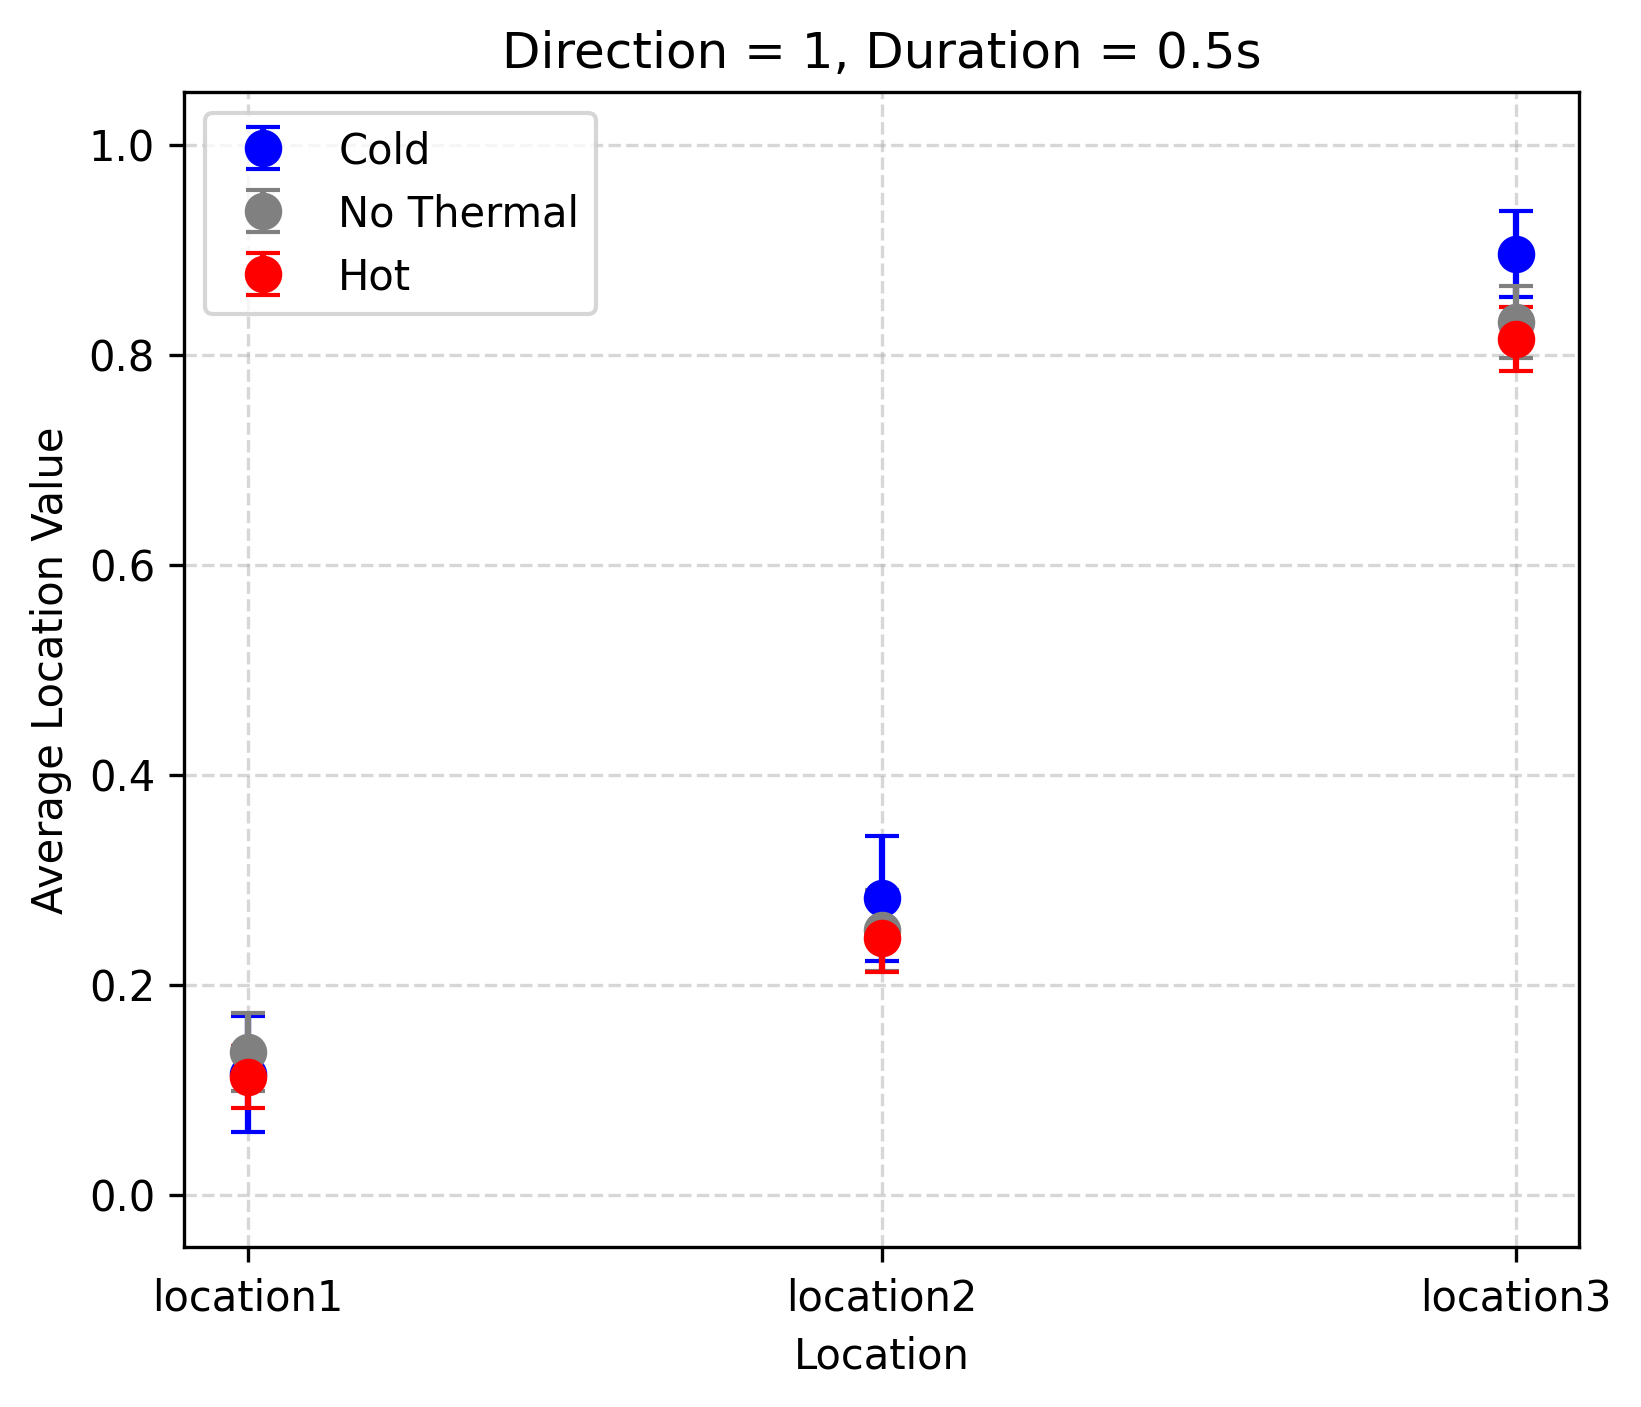 Direction = 1, Duration = 0.5s
Cold
No Thermal
Hot
1.0
0.8
0.6
0.4
0.2
0.0
Average Location Value
location1
location2
location3
Location